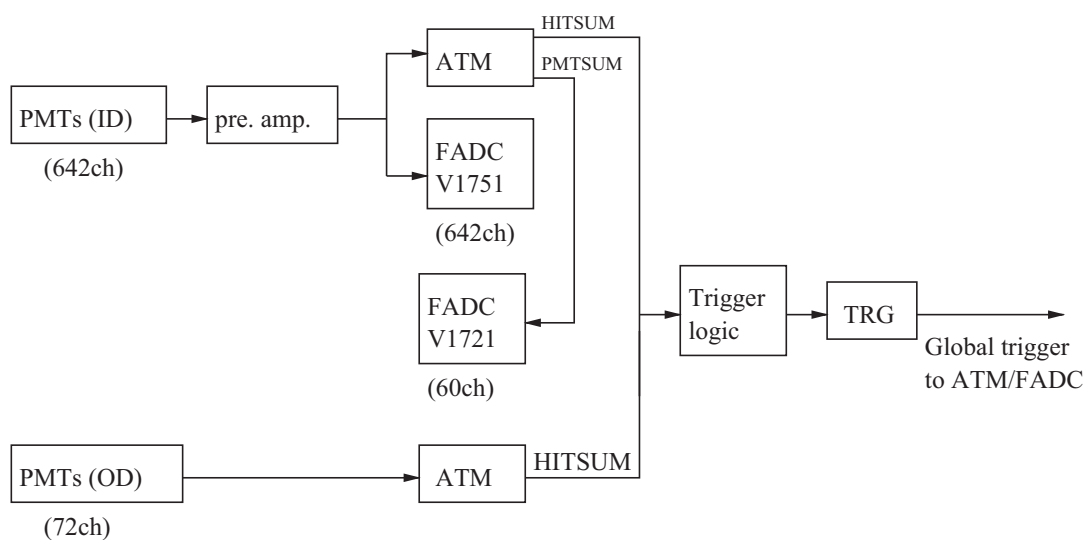 HITSUM
ATM
PMTSUM
PMTs (ID)
pre. amp.
(642ch)
FADC
V1751
(642ch)
FADC
V1721
(60ch)
Trigger
logic
TRG
Global trigger
to ATM/FADC
PMTs (OD)
ATM
HITSUM
(72ch)